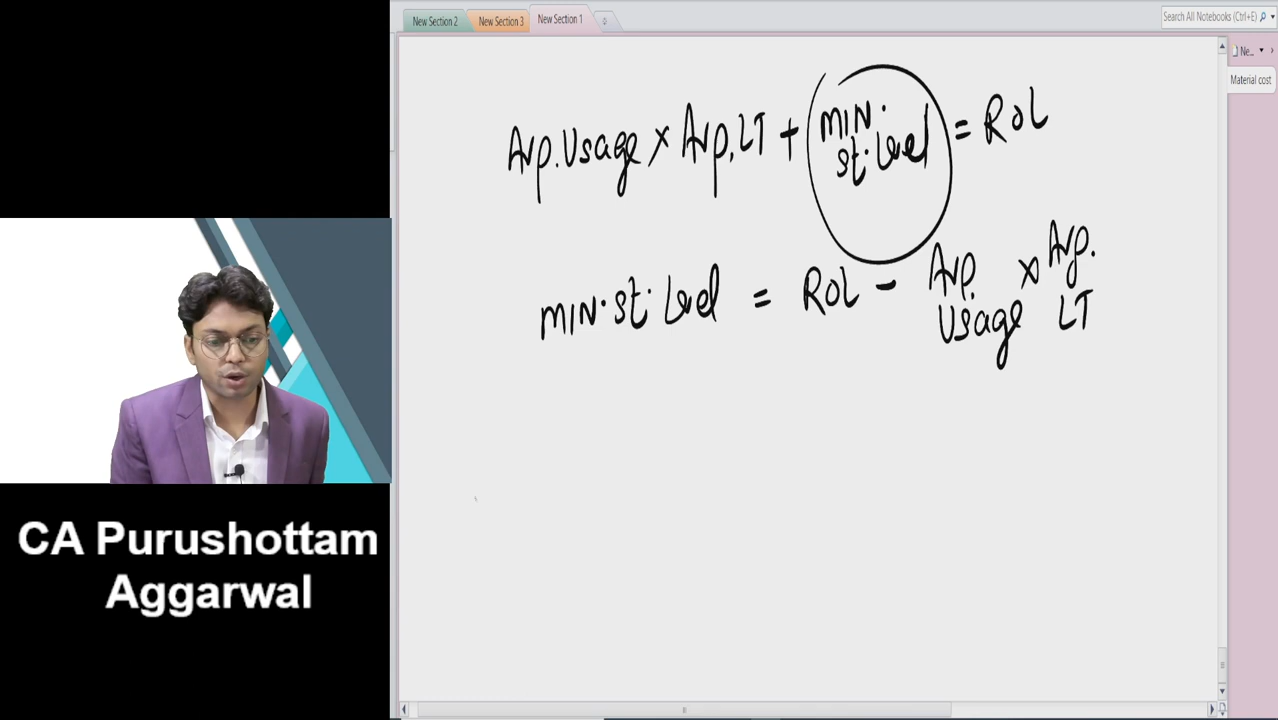 New Section 2
New Section 3
New Section 1
Search All Notebooks (Ctrl+E)
Ne...
Material cost
Avg. Usage × Avg. LT + MIN. st. level = ROL
MIN. st. level = ROL - Avg. Usage × Avg. LT
CA Purushottam
Aggarwal